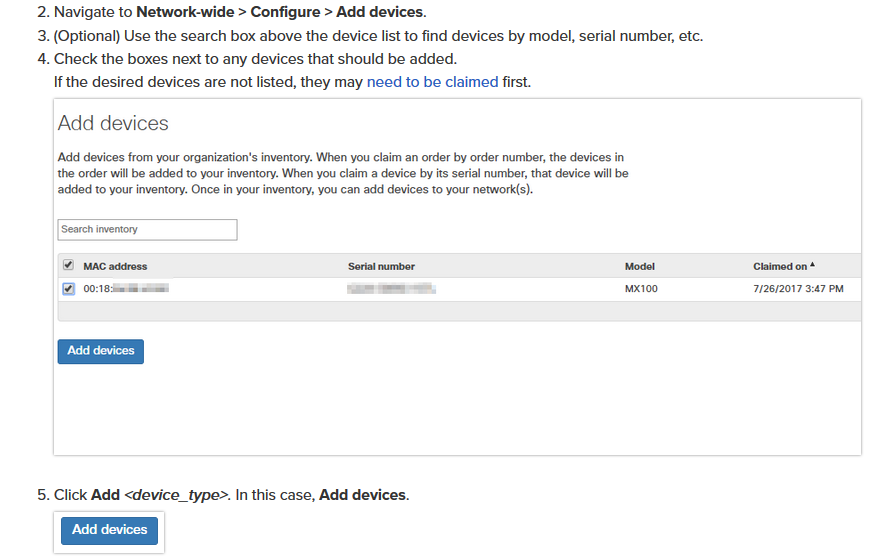 2. Navigate to Network-wide > Configure > Add devices.
3. (Optional) Use the search box above the device list to find devices by model, serial number, etc.
4. Check the boxes next to any devices that should be added.
If the desired devices are not listed, they may need to be claimed first.
Add devices
Add devices from your organization's inventory. When you claim an order by order number, the devices in
the order will be added to your inventory. When you claim a device by its serial number, that device will be
added to your inventory. Once in your inventory, you can add devices to your network(s).
Search inventory
MAC address Serial number Model Claimed on
00:18: MX100 7/26/2017 3:47 PM
Add devices
5. Click Add <device_type>. In this case, Add devices.
Add devices